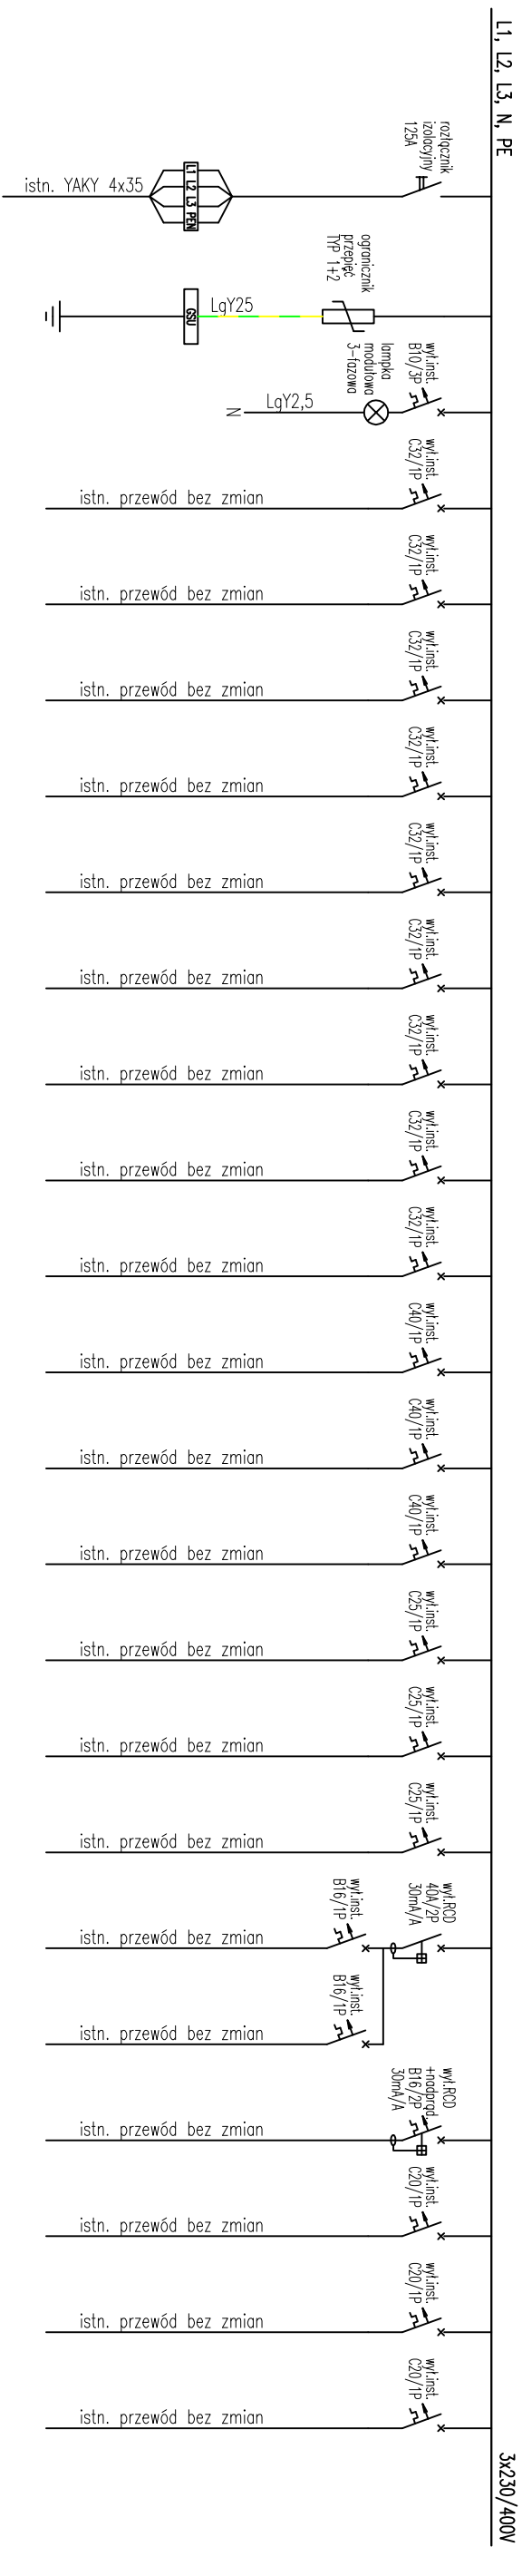 L1, L2, L3, N, PE
rozłącznik
izolacyjny
125A
L1 L2 L3 PEN
istn. YAKY 4x35
ogranicznik
przepięć
TYP 1+2
LgY25
GSU
wył.inst.
B10/3P
lampka
modułowa
3-fazowa
LgY2,5
N
wył.inst.
C32/1P
istn. przewód bez zmian
wył.inst.
C32/1P
istn. przewód bez zmian
wył.inst.
C32/1P
istn. przewód bez zmian
wył.inst.
C32/1P
istn. przewód bez zmian
wył.inst.
C32/1P
istn. przewód bez zmian
wył.inst.
C32/1P
istn. przewód bez zmian
wył.inst.
C32/1P
istn. przewód bez zmian
wył.inst.
C32/1P
istn. przewód bez zmian
wył.inst.
C32/1P
istn. przewód bez zmian
wył.inst.
C40/1P
istn. przewód bez zmian
wył.inst.
C40/1P
istn. przewód bez zmian
wył.inst.
C40/1P
istn. przewód bez zmian
wył.inst.
C25/1P
istn. przewód bez zmian
wył.inst.
C25/1P
istn. przewód bez zmian
wył.inst.
C25/1P
istn. przewód bez zmian
wył.RCD
40A/2P
30mA/A
wył.inst.
B16/1P
istn. przewód bez zmian
wył.inst.
B16/1P
istn. przewód bez zmian
wył.RCD
+nadprąd.
B16/2P
30mA/A
istn. przewód bez zmian
wył.inst.
C20/1P
istn. przewód bez zmian
wył.inst.
C20/1P
istn. przewód bez zmian
wył.inst.
C20/1P
istn. przewód bez zmian
3x230/400V